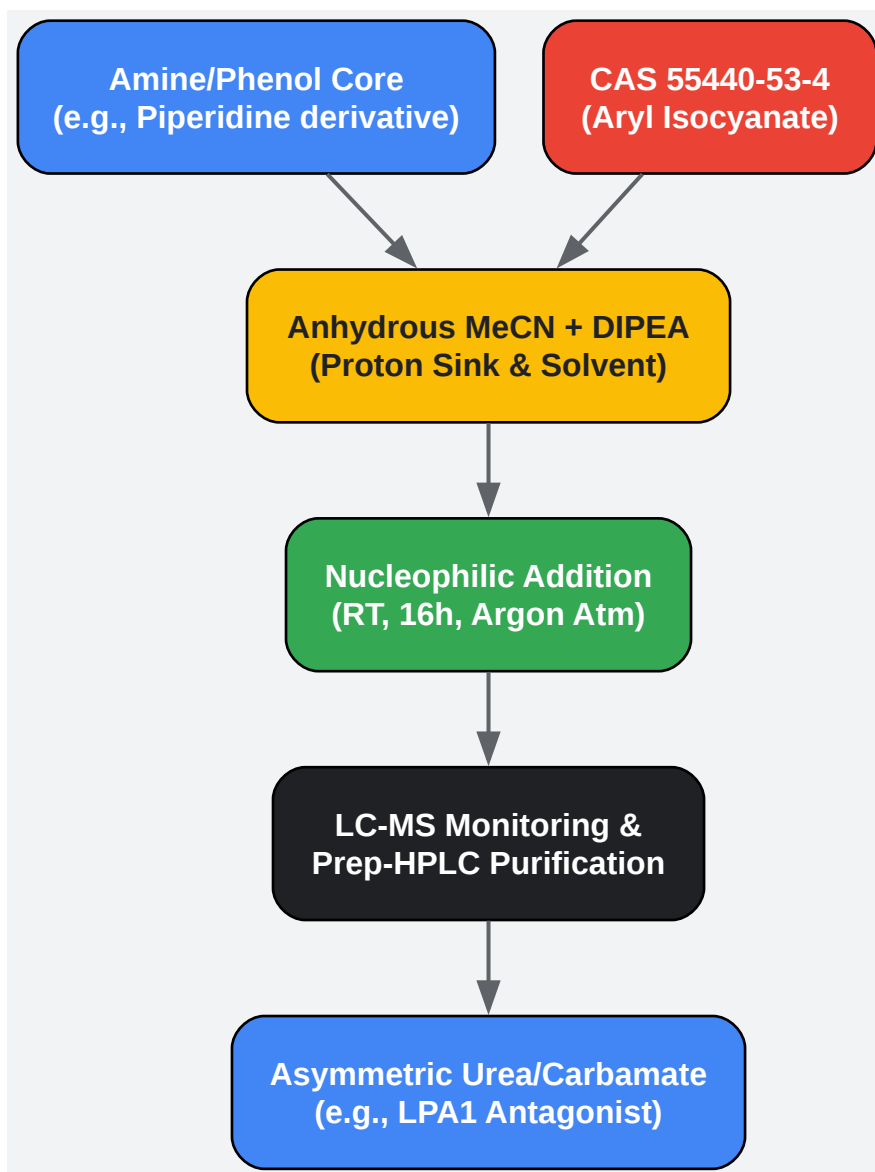 Amine/Phenol Core
(e.g., Piperidine derivative)
CAS 55440-53-4
(Aryl Isocyanate)
Anhydrous MeCN + DIPEA
(Proton Sink & Solvent)
Nucleophilic Addition
(RT, 16h, Argon Atm)
LC-MS Monitoring &
Prep-HPLC Purification
Asymmetric Urea/Carbamate
(e.g., LPA1 Antagonist)